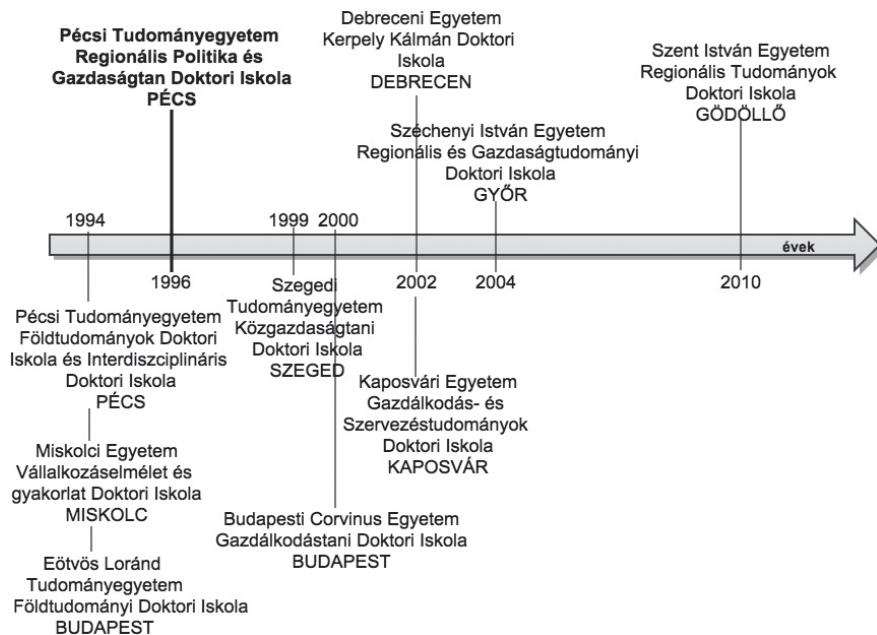 Pécsi Tudományegyetem
Regionális Politika és
Gazdaságtan Doktori Iskola
PÉCS
Debreceni Egyetem
Kerpely Kálmán Doktori
Iskola
DEBRECEN
Széchenyi István Egyetem
Regionális és Gazdaságtudományi
Doktori Iskola
GYŐR
Szent István Egyetem
Regionális Tudományok
Doktori Iskola
GÖDÖLLŐ
1994
1999
2000
évek
1996
2002
2004
2010
Pécsi Tudományegyetem
Földtudományok Doktori
Iskola és Interdiszciplináris
Doktori Iskola
PÉCS
Miskolci Egyetem
Vállalkozáselmélet és
gyakorlat Doktori Iskola
MISKOLC
Eötvös Loránd
Tudományegyetem
Földtudományi Doktori Iskola
BUDAPEST
Szegedi
Tudományegyetem
Közgazdaságtani
Doktori Iskola
SZEGED
Budapesti Corvinus Egyetem
Gazdálkodástani Doktori Iskola
BUDAPEST
Kaposvári Egyetem
Gazdálkodás- és
Szervezéstudományok
Doktori Iskola
KAPOSVÁR